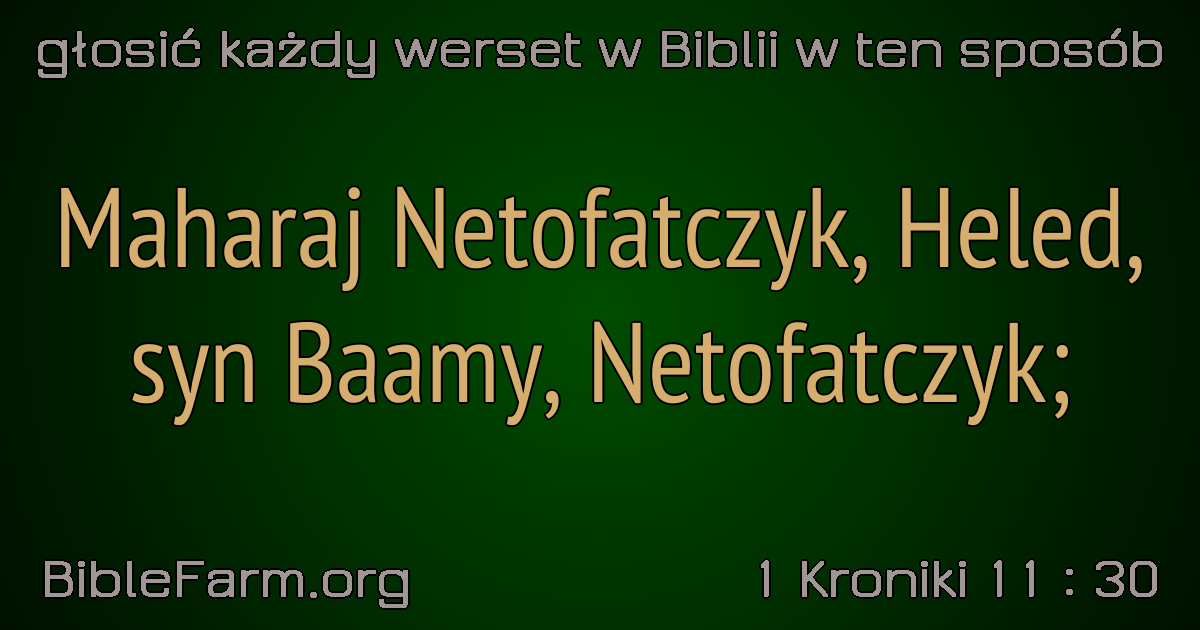 głosić każdy werset w Biblii w ten sposób
Maharaj Netofatczyk, Heled,
syn Baamy, Netofatczyk;
BibleFarm.org
1 Kroniki 11 : 30